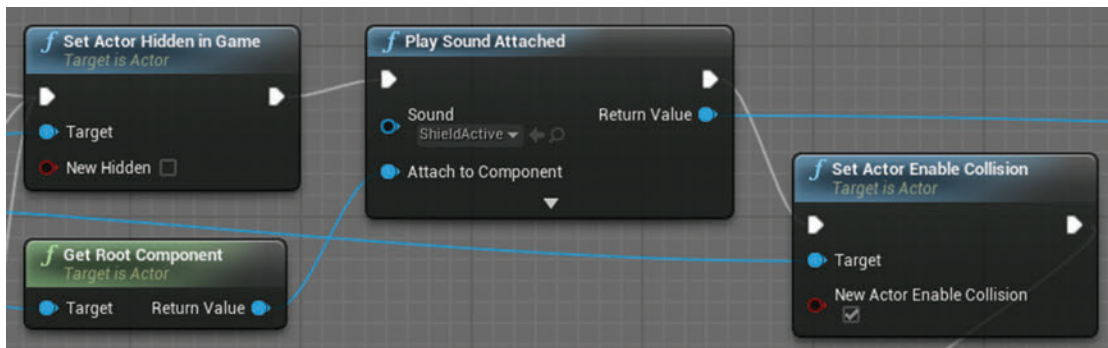 Set Actor Hidden in Game
Target is Actor
Target
New Hidden
Play Sound Attached
Sound
ShieldActive
Return Value
Attach to Component
Set Actor Enable Collision
Target is Actor
Target
New Actor Enable Collision
Get Root Component
Target is Actor
Target Return Value